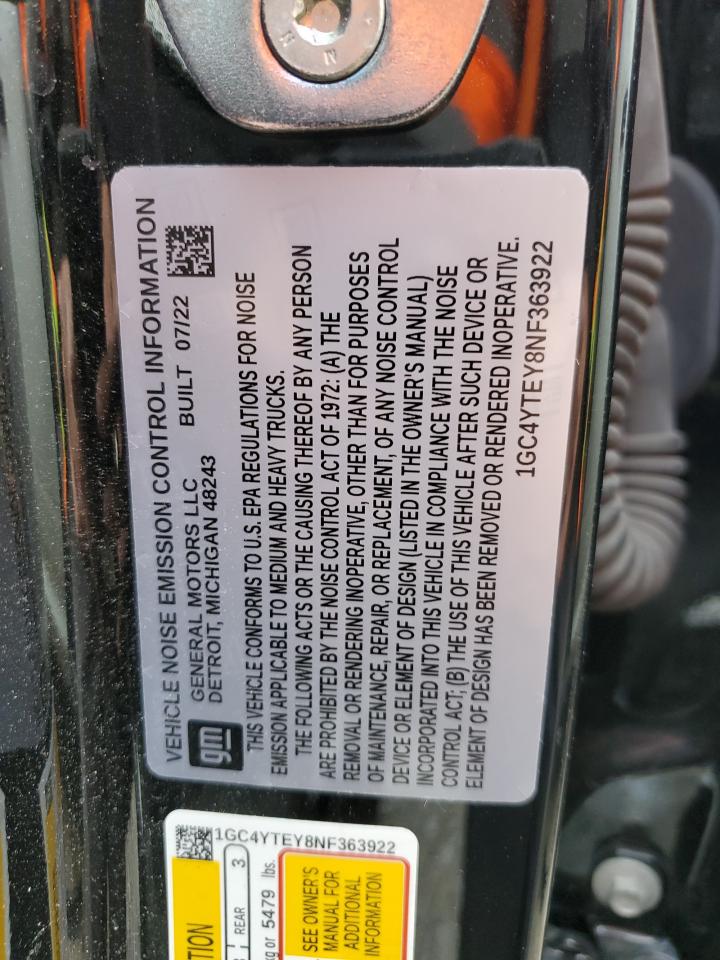 VEHICLE NOISE EMISSION CONTROL INFORMATION
gm
GENERAL MOTORS LLC
DETROIT, MICHIGAN 48243
BUILT 07/22
THIS VEHICLE CONFORMS TO U.S. EPA REGULATIONS FOR NOISE
EMISSION APPLICABLE TO MEDIUM AND HEAVY TRUCKS.
THE FOLLOWING ACTS OR THE CAUSING THEREOF BY ANY PERSON
ARE PROHIBITED BY THE NOISE CONTROL ACT OF 1972: (A) THE
REMOVAL OR RENDERING INOPERATIVE, OTHER THAN FOR PURPOSES
OF MAINTENANCE, REPAIR, OR REPLACEMENT, OF ANY NOISE CONTROL
DEVICE OR ELEMENT OF DESIGN (LISTED IN THE OWNER'S MANUAL)
INCORPORATED INTO THIS VEHICLE IN COMPLIANCE WITH THE NOISE
CONTROL ACT; (B) THE USE OF THIS VEHICLE AFTER SUCH DEVICE OR
ELEMENT OF DESIGN HAS BEEN REMOVED OR RENDERED INOPERATIVE.
1GC4YTEY8NF363922
1GC4YTEY8NF363922
REAR 3
kg or 5479 lbs.
SEE OWNER'S
MANUAL FOR
ADDITIONAL
INFORMATION